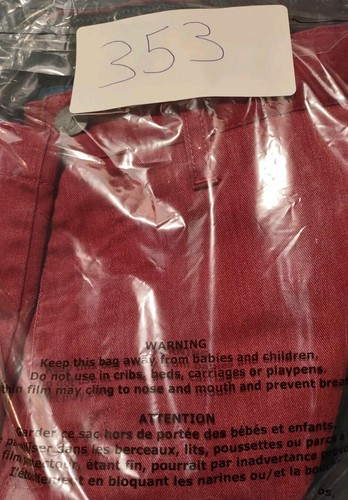 353
WARNING
Keep this bag away from babies and children.
Do not use in cribs, beds, carriages or playpens.
thin film may cling to nose and mouth and prevent brea
ATTENTION
Garder ce sac hors de portée des bébés et enfants.
dans les berceaux, lits, poussettes ou parcs à
film étant fin, pourrait par inadvertance
en bloquant les narines ou/et la
os.